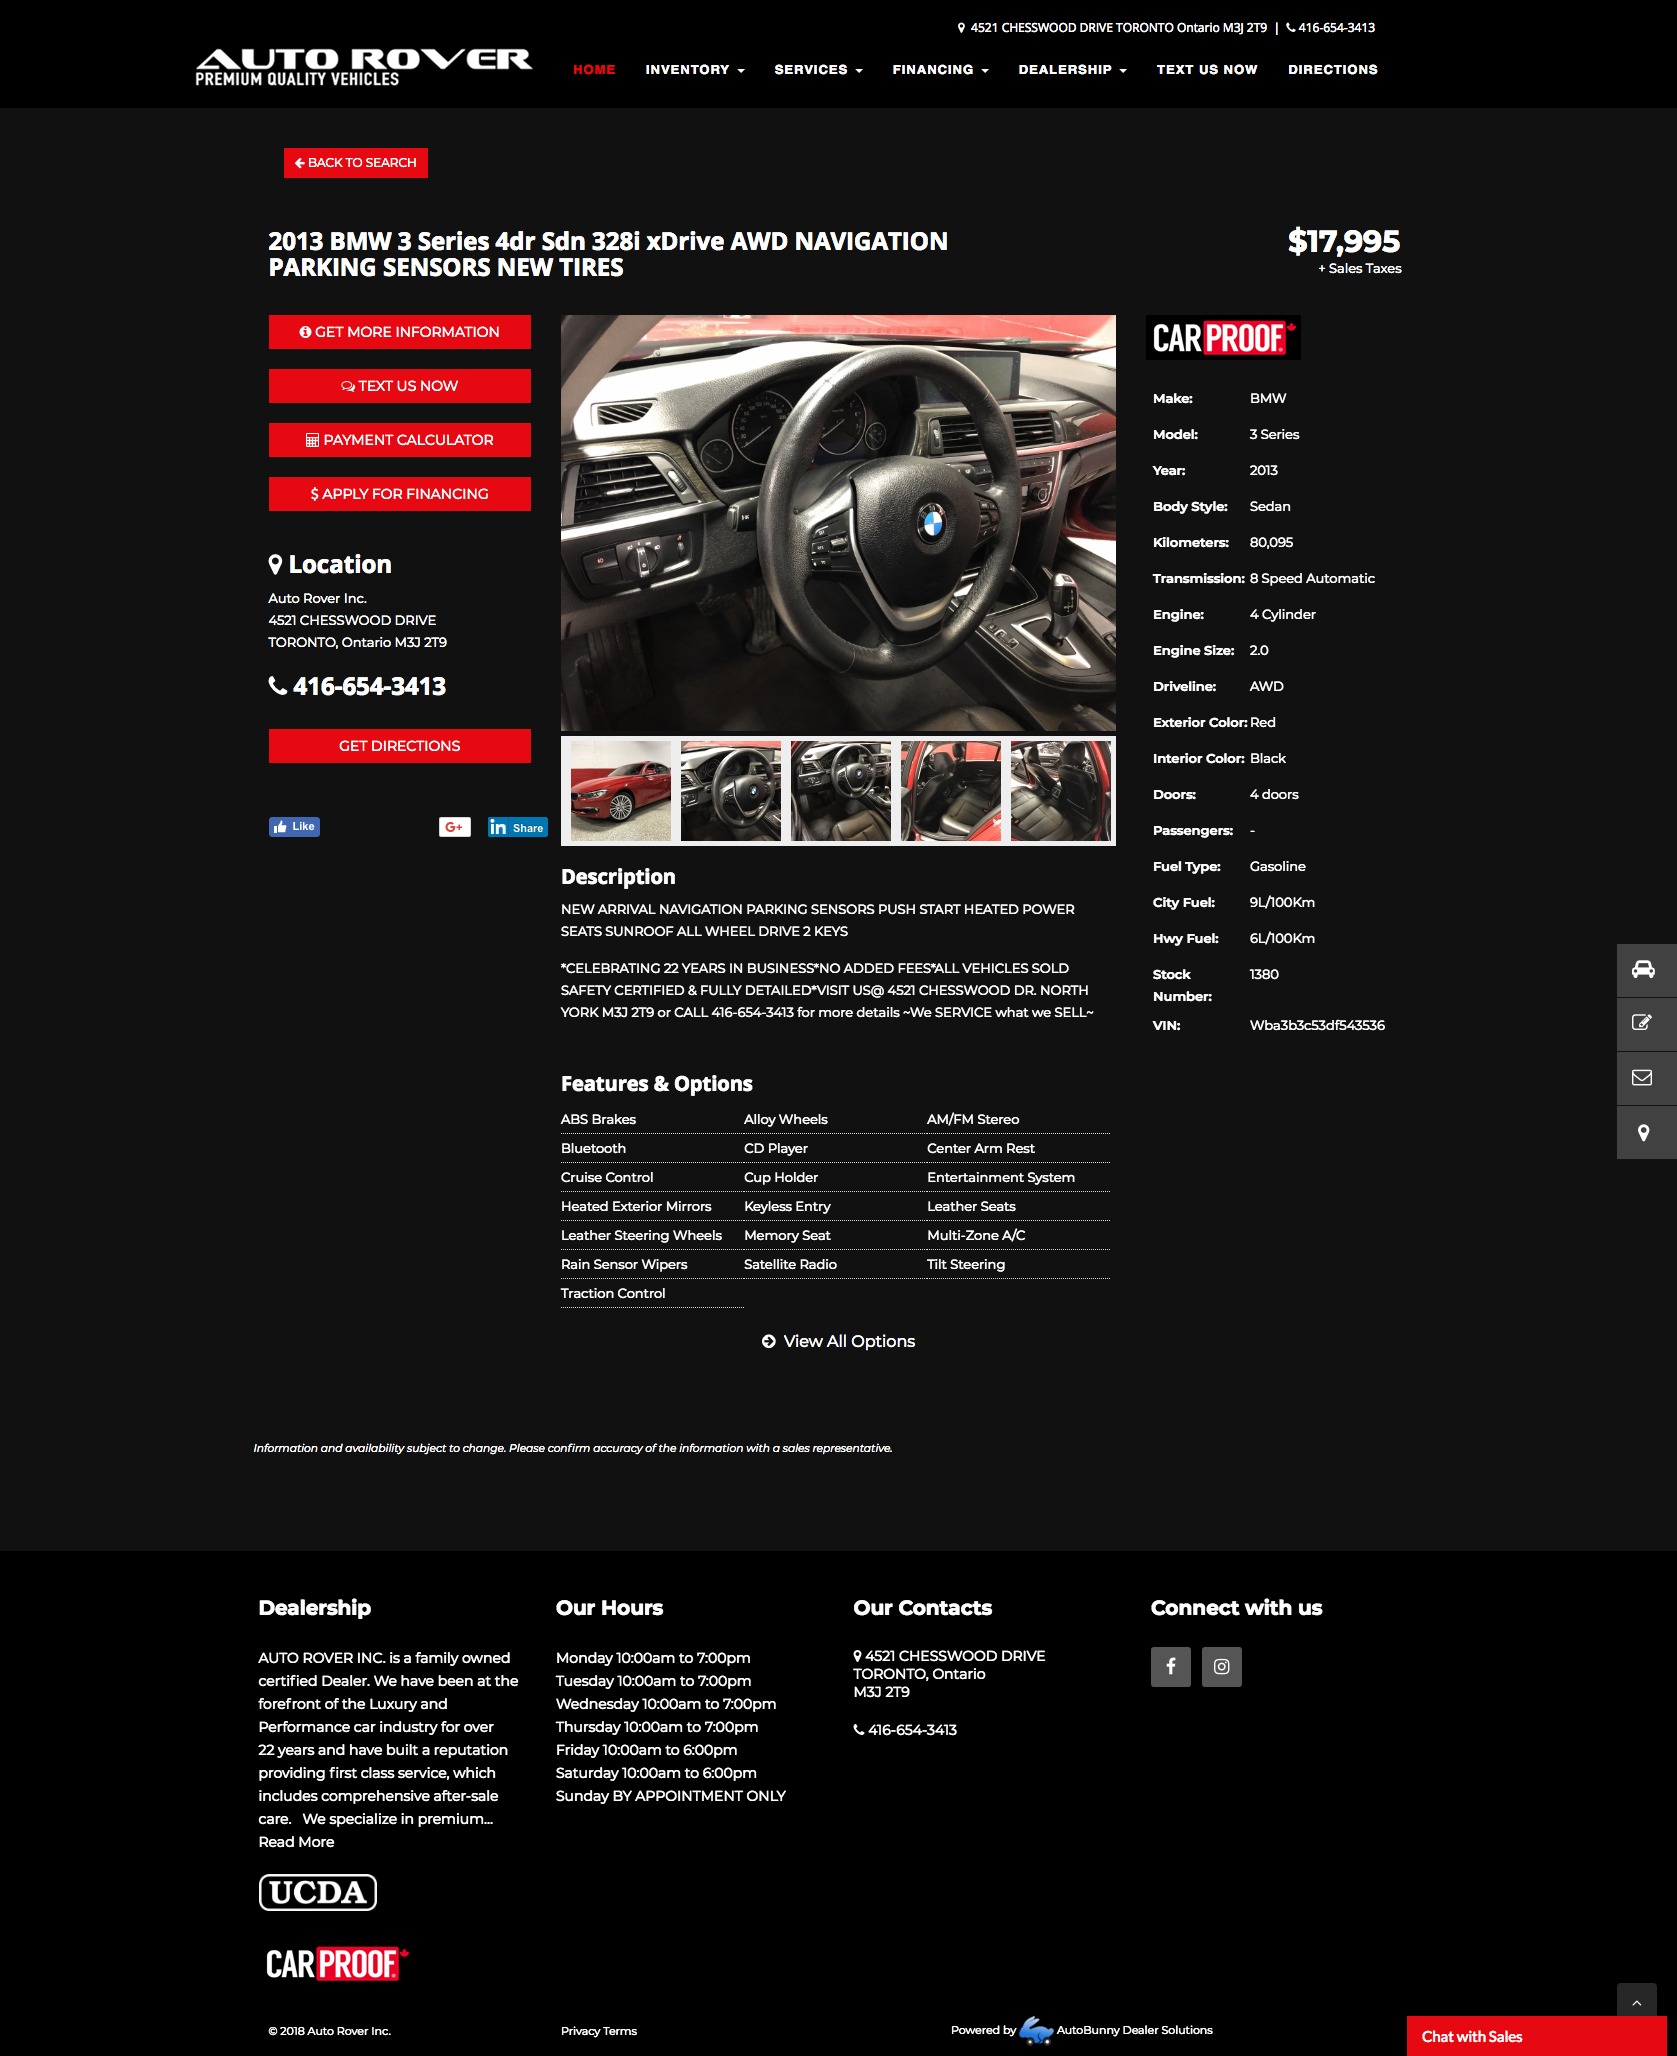 4521 CHESSWOOD DRIVE TORONTO Ontario M3J 2T9 | 416-654-3413
AUTO ROVER
PREMIUM QUALITY VEHICLES
HOME INVENTORY SERVICES FINANCING DEALERSHIP TEXT US NOW DIRECTIONS
BACK TO SEARCH
2013 BMW 3 Series 4dr Sdn 328i xDrive AWD NAVIGATION
PARKING SENSORS NEW TIRES
$17,995
+ Sales Taxes
GET MORE INFORMATION
TEXT US NOW
PAYMENT CALCULATOR
$ APPLY FOR FINANCING
Location
Auto Rover Inc.
4521 CHESSWOOD DRIVE
TORONTO, Ontario M3J 2T9
416-654-3413
GET DIRECTIONS
Like
G+
in Share
Description
NEW ARRIVAL NAVIGATION PARKING SENSORS PUSH START HEATED POWER
SEATS SUNROOF ALL WHEEL DRIVE 2 KEYS
*CELEBRATING 22 YEARS IN BUSINESS*NO ADDED FEES*ALL VEHICLES SOLD
SAFETY CERTIFIED & FULLY DETAILED*VISIT US@ 4521 CHESSWOOD DR. NORTH
YORK M3J 2T9 or CALL 416-654-3413 for more details ~We SERVICE what we SELL~
Features & Options
ABS Brakes Alloy Wheels AM/FM Stereo
Bluetooth CD Player Center Arm Rest
Cruise Control Cup Holder Entertainment System
Heated Exterior Mirrors Keyless Entry Leather Seats
Leather Steering Wheels Memory Seat Multi-Zone A/C
Rain Sensor Wipers Satellite Radio Tilt Steering
Traction Control
View All Options
CARPROOF
Make: BMW
Model: 3 Series
Year: 2013
Body Style: Sedan
Kilometers: 80,095
Transmission: 8 Speed Automatic
Engine: 4 Cylinder
Engine Size: 2.0
Driveline: AWD
Exterior Color: Red
Interior Color: Black
Doors: 4 doors
Passengers: -
Fuel Type: Gasoline
City Fuel: 9L/100Km
Hwy Fuel: 6L/100Km
Stock 1380
Number:
VIN: Wba3b3c53df543536
Information and availability subject to change. Please confirm accuracy of the information with a sales representative.
Dealership
AUTO ROVER INC. is a family owned
certified Dealer. We have been at the
forefront of the Luxury and
Performance car industry for over
22 years and have built a reputation
providing first class service, which
includes comprehensive after-sale
care. We specialize in premium...
Read More
UCDA
CARPROOF
Our Hours
Monday 10:00am to 7:00pm
Tuesday 10:00am to 7:00pm
Wednesday 10:00am to 7:00pm
Thursday 10:00am to 7:00pm
Friday 10:00am to 6:00pm
Saturday 10:00am to 6:00pm
Sunday BY APPOINTMENT ONLY
Our Contacts
4521 CHESSWOOD DRIVE
TORONTO, Ontario
M3J 2T9
416-654-3413
Connect with us
© 2018 Auto Rover Inc.
Privacy Terms
Powered by AutoBunny Dealer Solutions
Chat with Sales